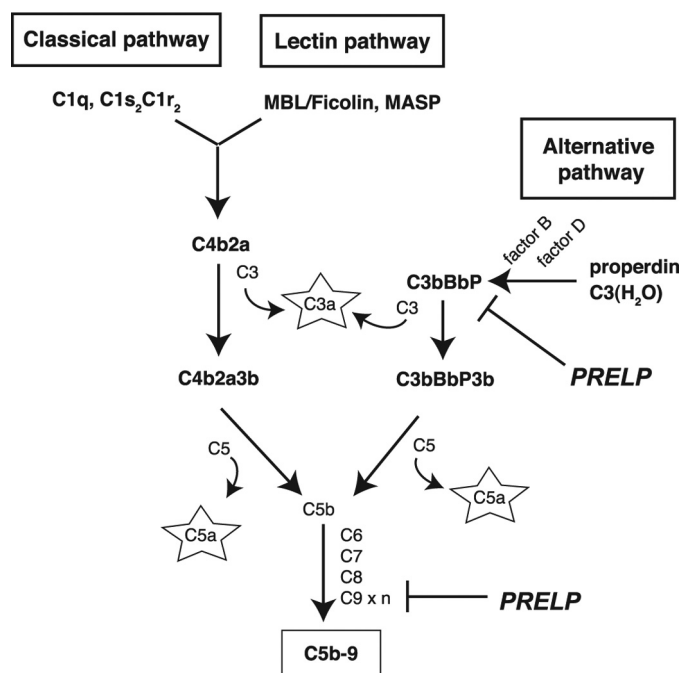 Classical pathway
Lectin pathway
C1q, C1s₂C1r₂
MBL/Ficolin, MASP
Alternative
pathway
factor B
factor D
C4b2a
properdin
C3(H₂O)
C3bBbP
C3
C3a
C3
C4b2a3b
C3bBbP3b
PRELP
C5
C5
C5a
C5b
C5a
C6
C7
C8
C9 x n
PRELP
C5b-9